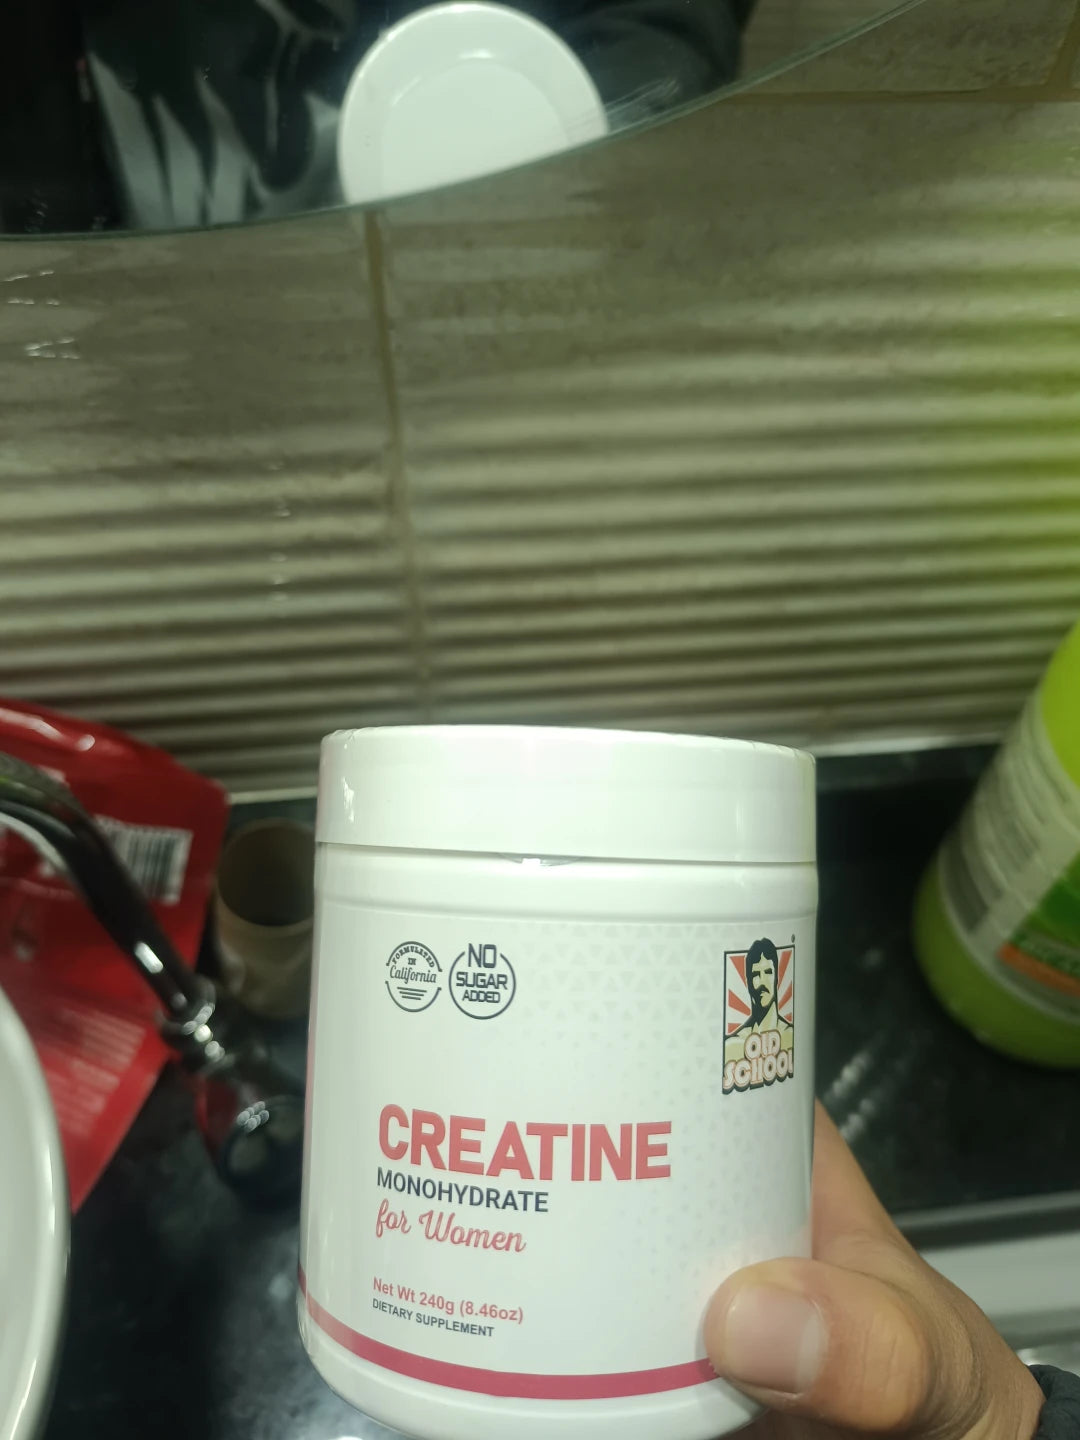 FORMULATED
IN
California
NO
SUGAR
ADDED
OLD
SCHOOL
®
CREATINE
MONOHYDRATE
for Women
Net Wt 240g (8.46oz)
DIETARY SUPPLEMENT